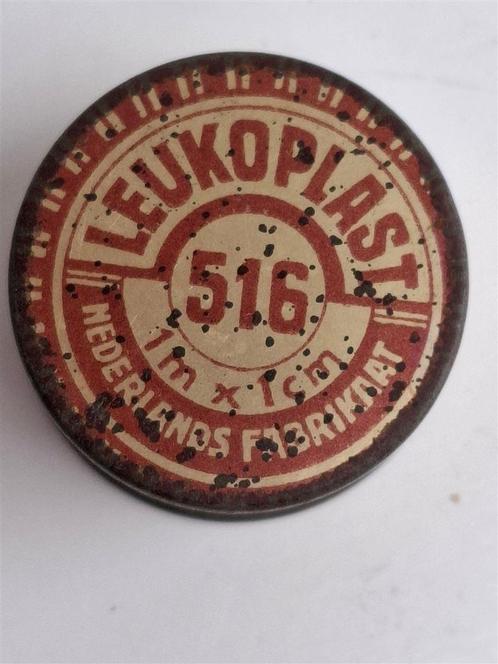 LEUKOPLAST
516
1m x 1cm
NEDERLANDS FABRIKAAT